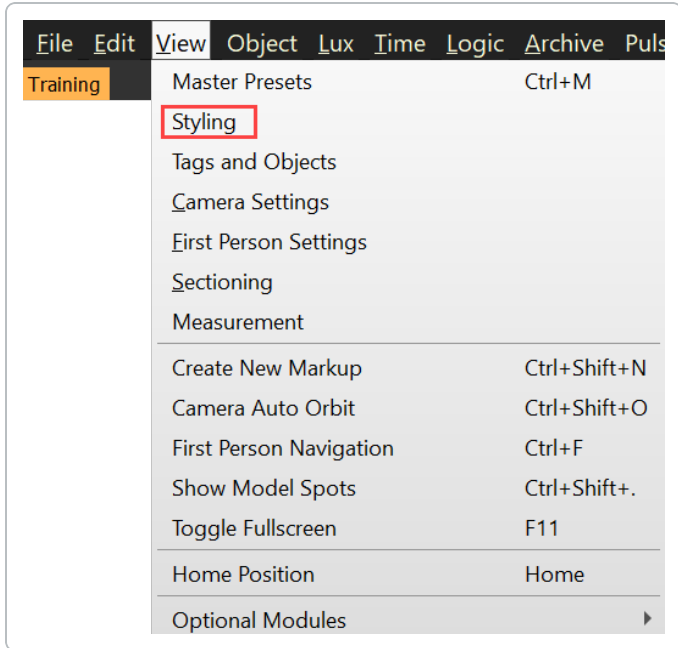 File Edit View Object Lux Time Logic Archive Puls
Training
Master Presets Ctrl+M
Styling
Tags and Objects
Camera Settings
First Person Settings
Sectioning
Measurement
Create New Markup Ctrl+Shift+N
Camera Auto Orbit Ctrl+Shift+O
First Person Navigation Ctrl+F
Show Model Spots Ctrl+Shift+.
Toggle Fullscreen F11
Home Position Home
Optional Modules